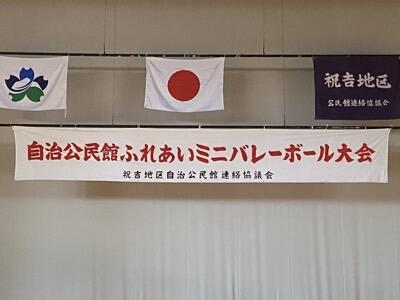 祝吉地区
公民館連絡協議会
自治公民館ふれあいミニバレーボール大会
祝吉地区自治公民館連絡協議会